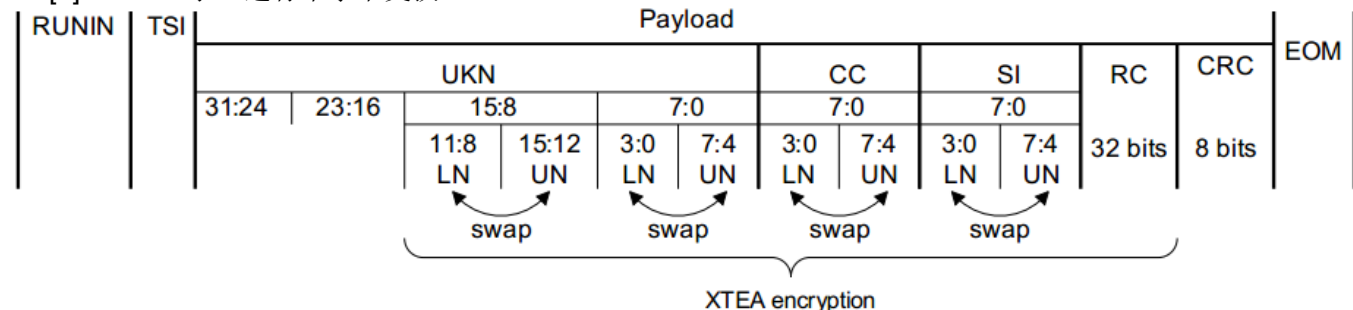 RUNIN TSI Payload EOM
UKN CC SI RC CRC
31:24 23:16 15:8 7:0 7:0 7:0
11:8 15:12 3:0 7:4 3:0 7:4 3:0 7:4 32 bits 8 bits
LN UN LN UN LN UN LN UN
swap swap swap swap
XTEA encryption